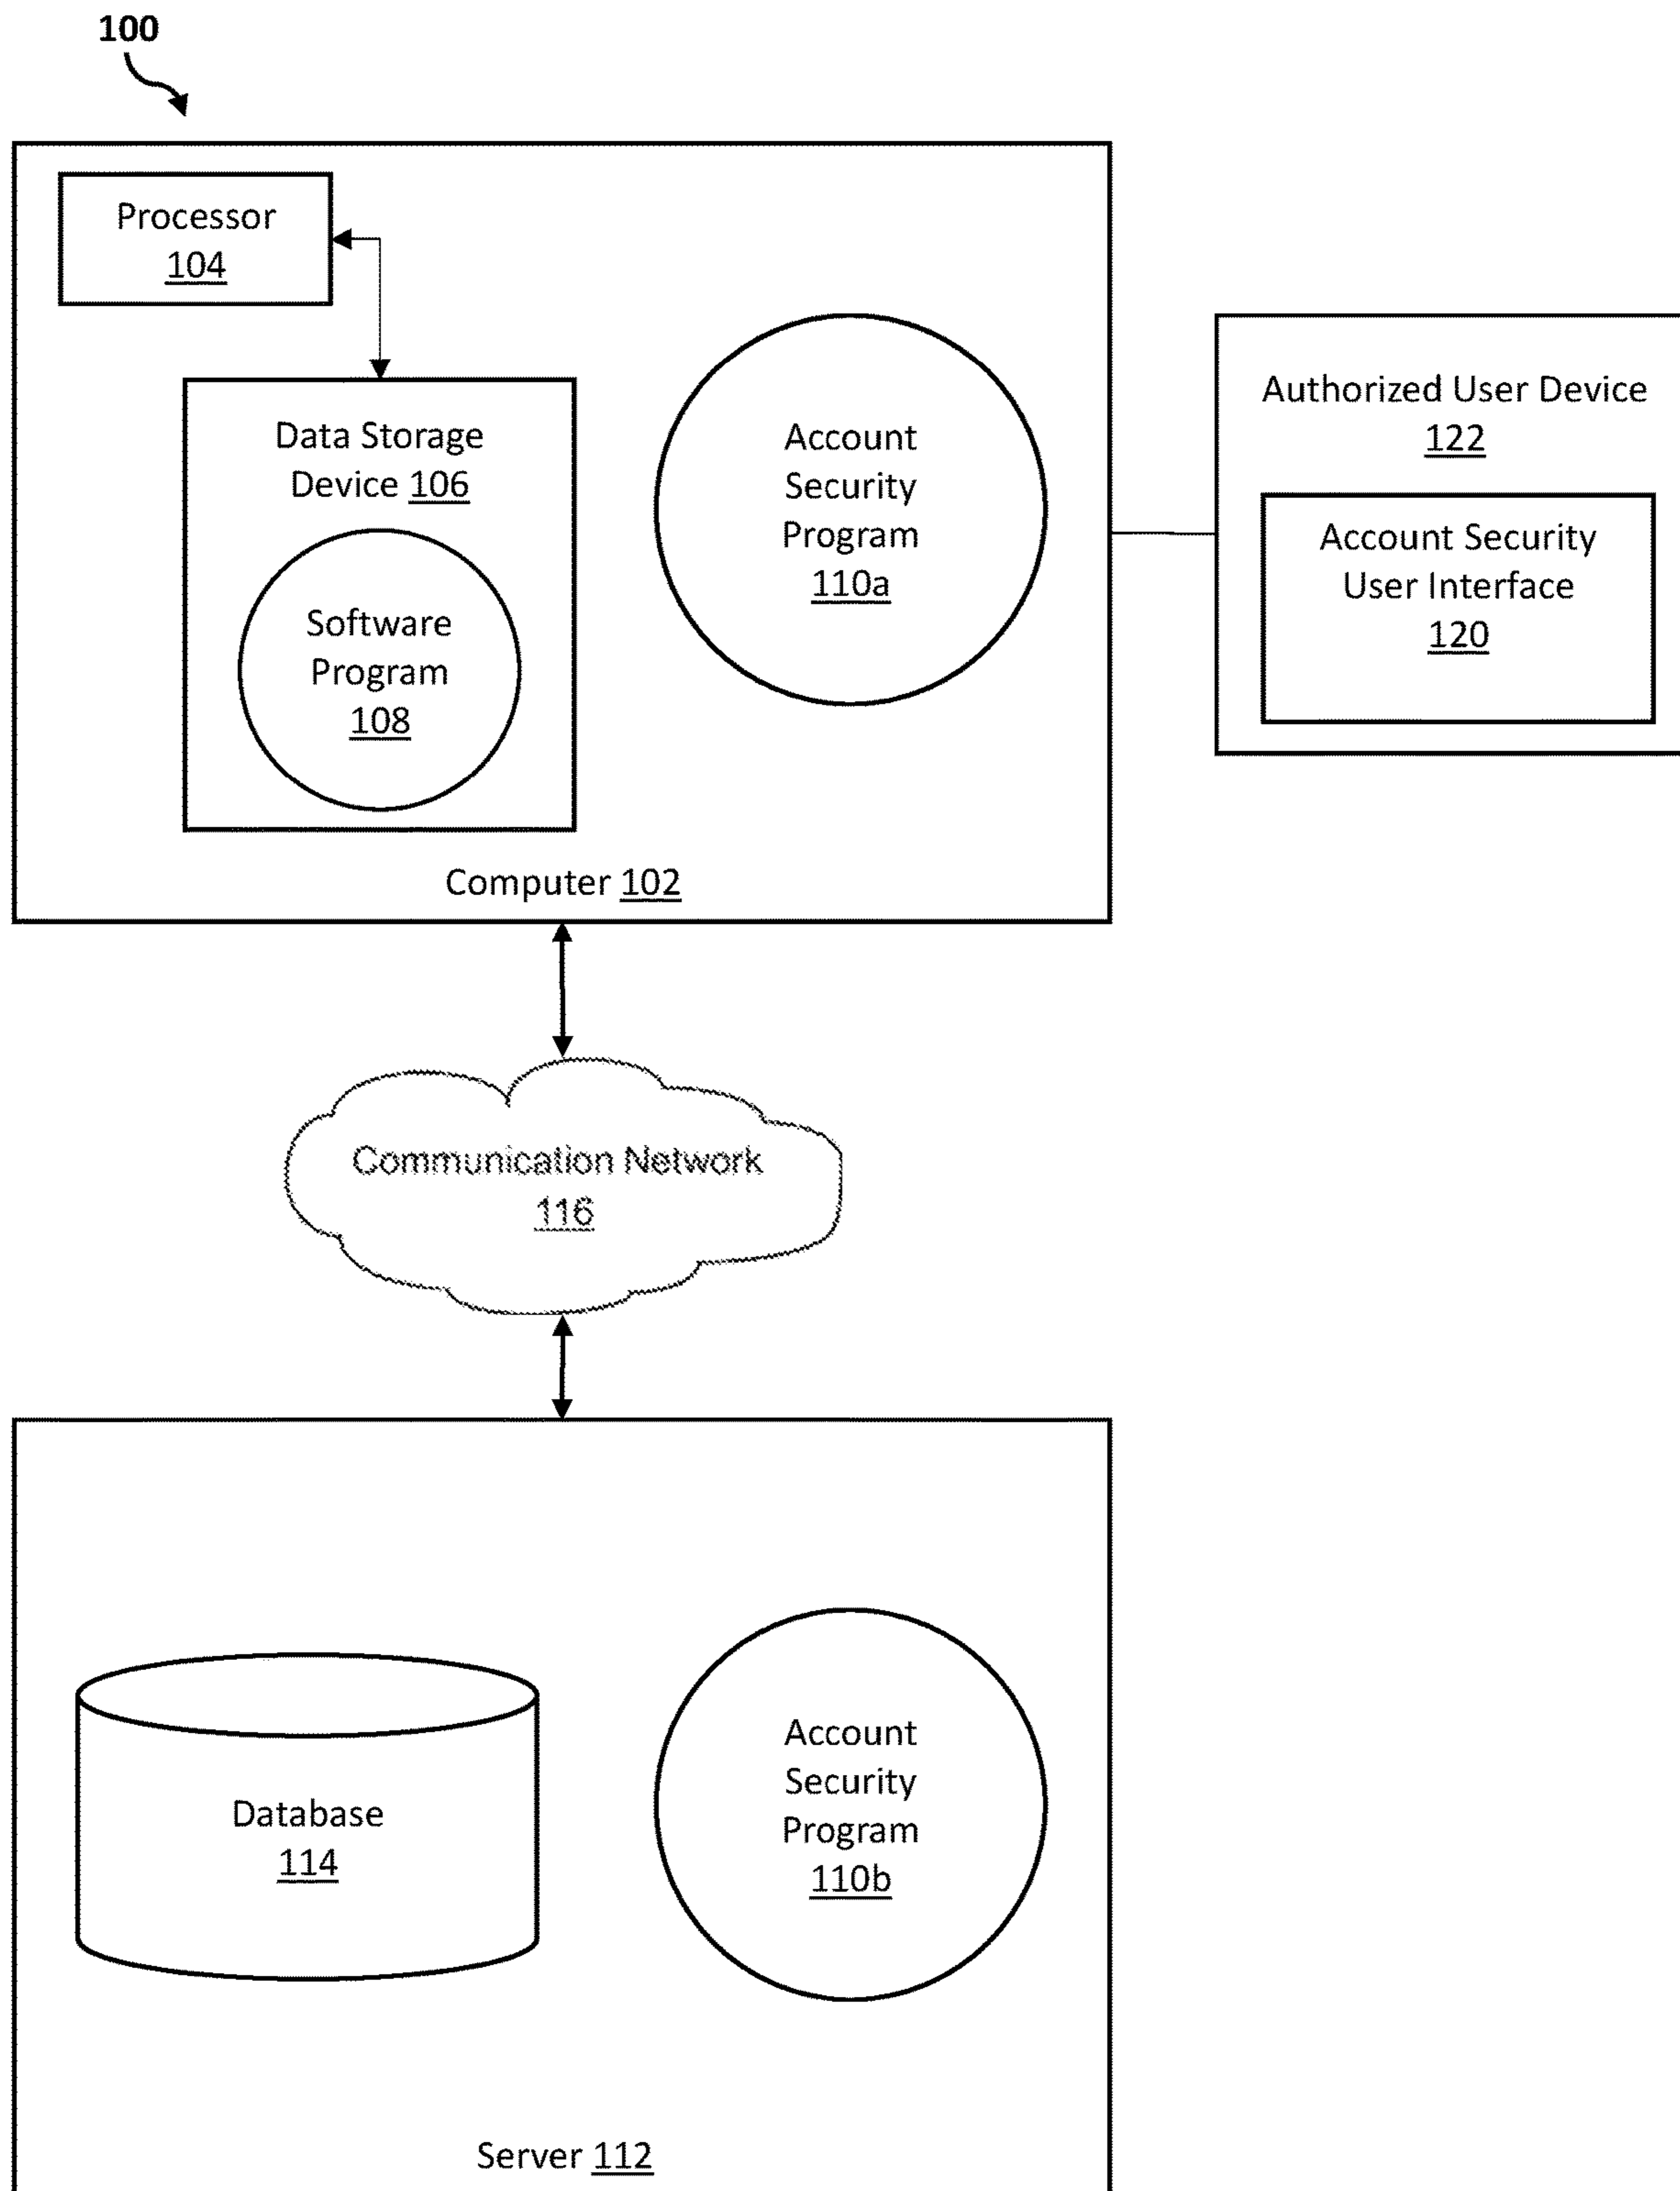 100
Processor
104
Data Storage
Device 106
Software
Program
108
Account
Security
Program
110a
Computer 102
Authorized User Device
122
Account Security
User Interface
120
Communication Network
116
Database
114
Account
Security
Program
110b
Server 112